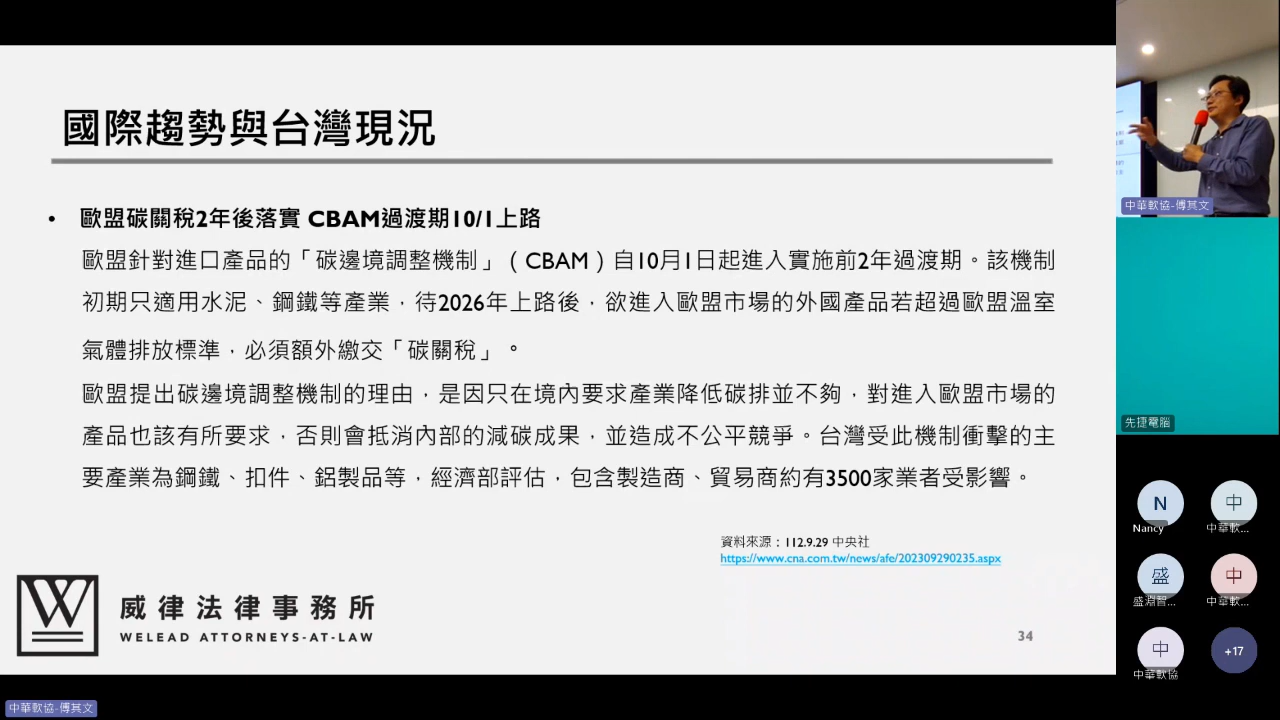 國際趨勢與台灣現況
• 歐盟碳關稅2年後落實 CBAM過渡期10/1上路
歐盟針對進口產品的「碳邊境調整機制」（CBAM）自10月1日起進入實施前2年過渡期。該機制
初期只適用水泥、鋼鐵等產業，待2026年上路後，欲進入歐盟市場的外國產品若超過歐盟溫室
氣體排放標準，必須額外繳交「碳關稅」。
歐盟提出碳邊境調整機制的理由，是因只在境內要求產業降低碳排並不夠，對進入歐盟市場的
產品也該有所要求，否則會抵消內部的減碳成果，並造成不公平競爭。台灣受此機制衝擊的主
要產業為鋼鐵、扣件、鋁製品等，經濟部評估，包含製造商、貿易商約有3500家業者受影響。
資料來源：112.9.29 中央社
https://www.cna.com.tw/news/afe/202309290235.aspx
威律法律事務所
WELEAD ATTORNEYS-AT-LAW
34
中華軟協-傅其文
中華軟協-傅其文
先捷電腦
N
Nancy
中
中華軟...
盛
盛淵智...
中
中華軟...
中
中華軟協
+17